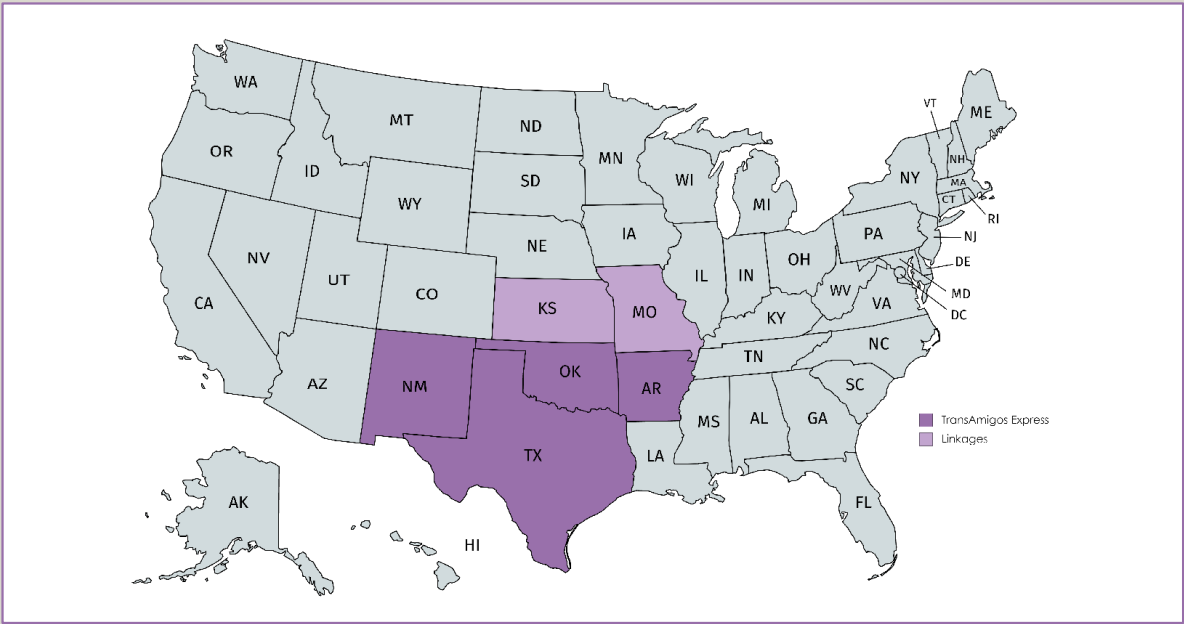 WA
MT
ND
MN
ME
VT
OR
ID
SD
WI
MI
NY
NH
MA
CT
RI
WY
IA
NE
PA
NJ
NV
UT
CO
IL
IN
OH
DE
CA
KS
MO
WV
VA
MD
DC
KY
NC
AZ
NM
OK
AR
TN
SC
MS
AL
GA
TX
LA
TransAmigos Express
Linkages
FL
AK
HI